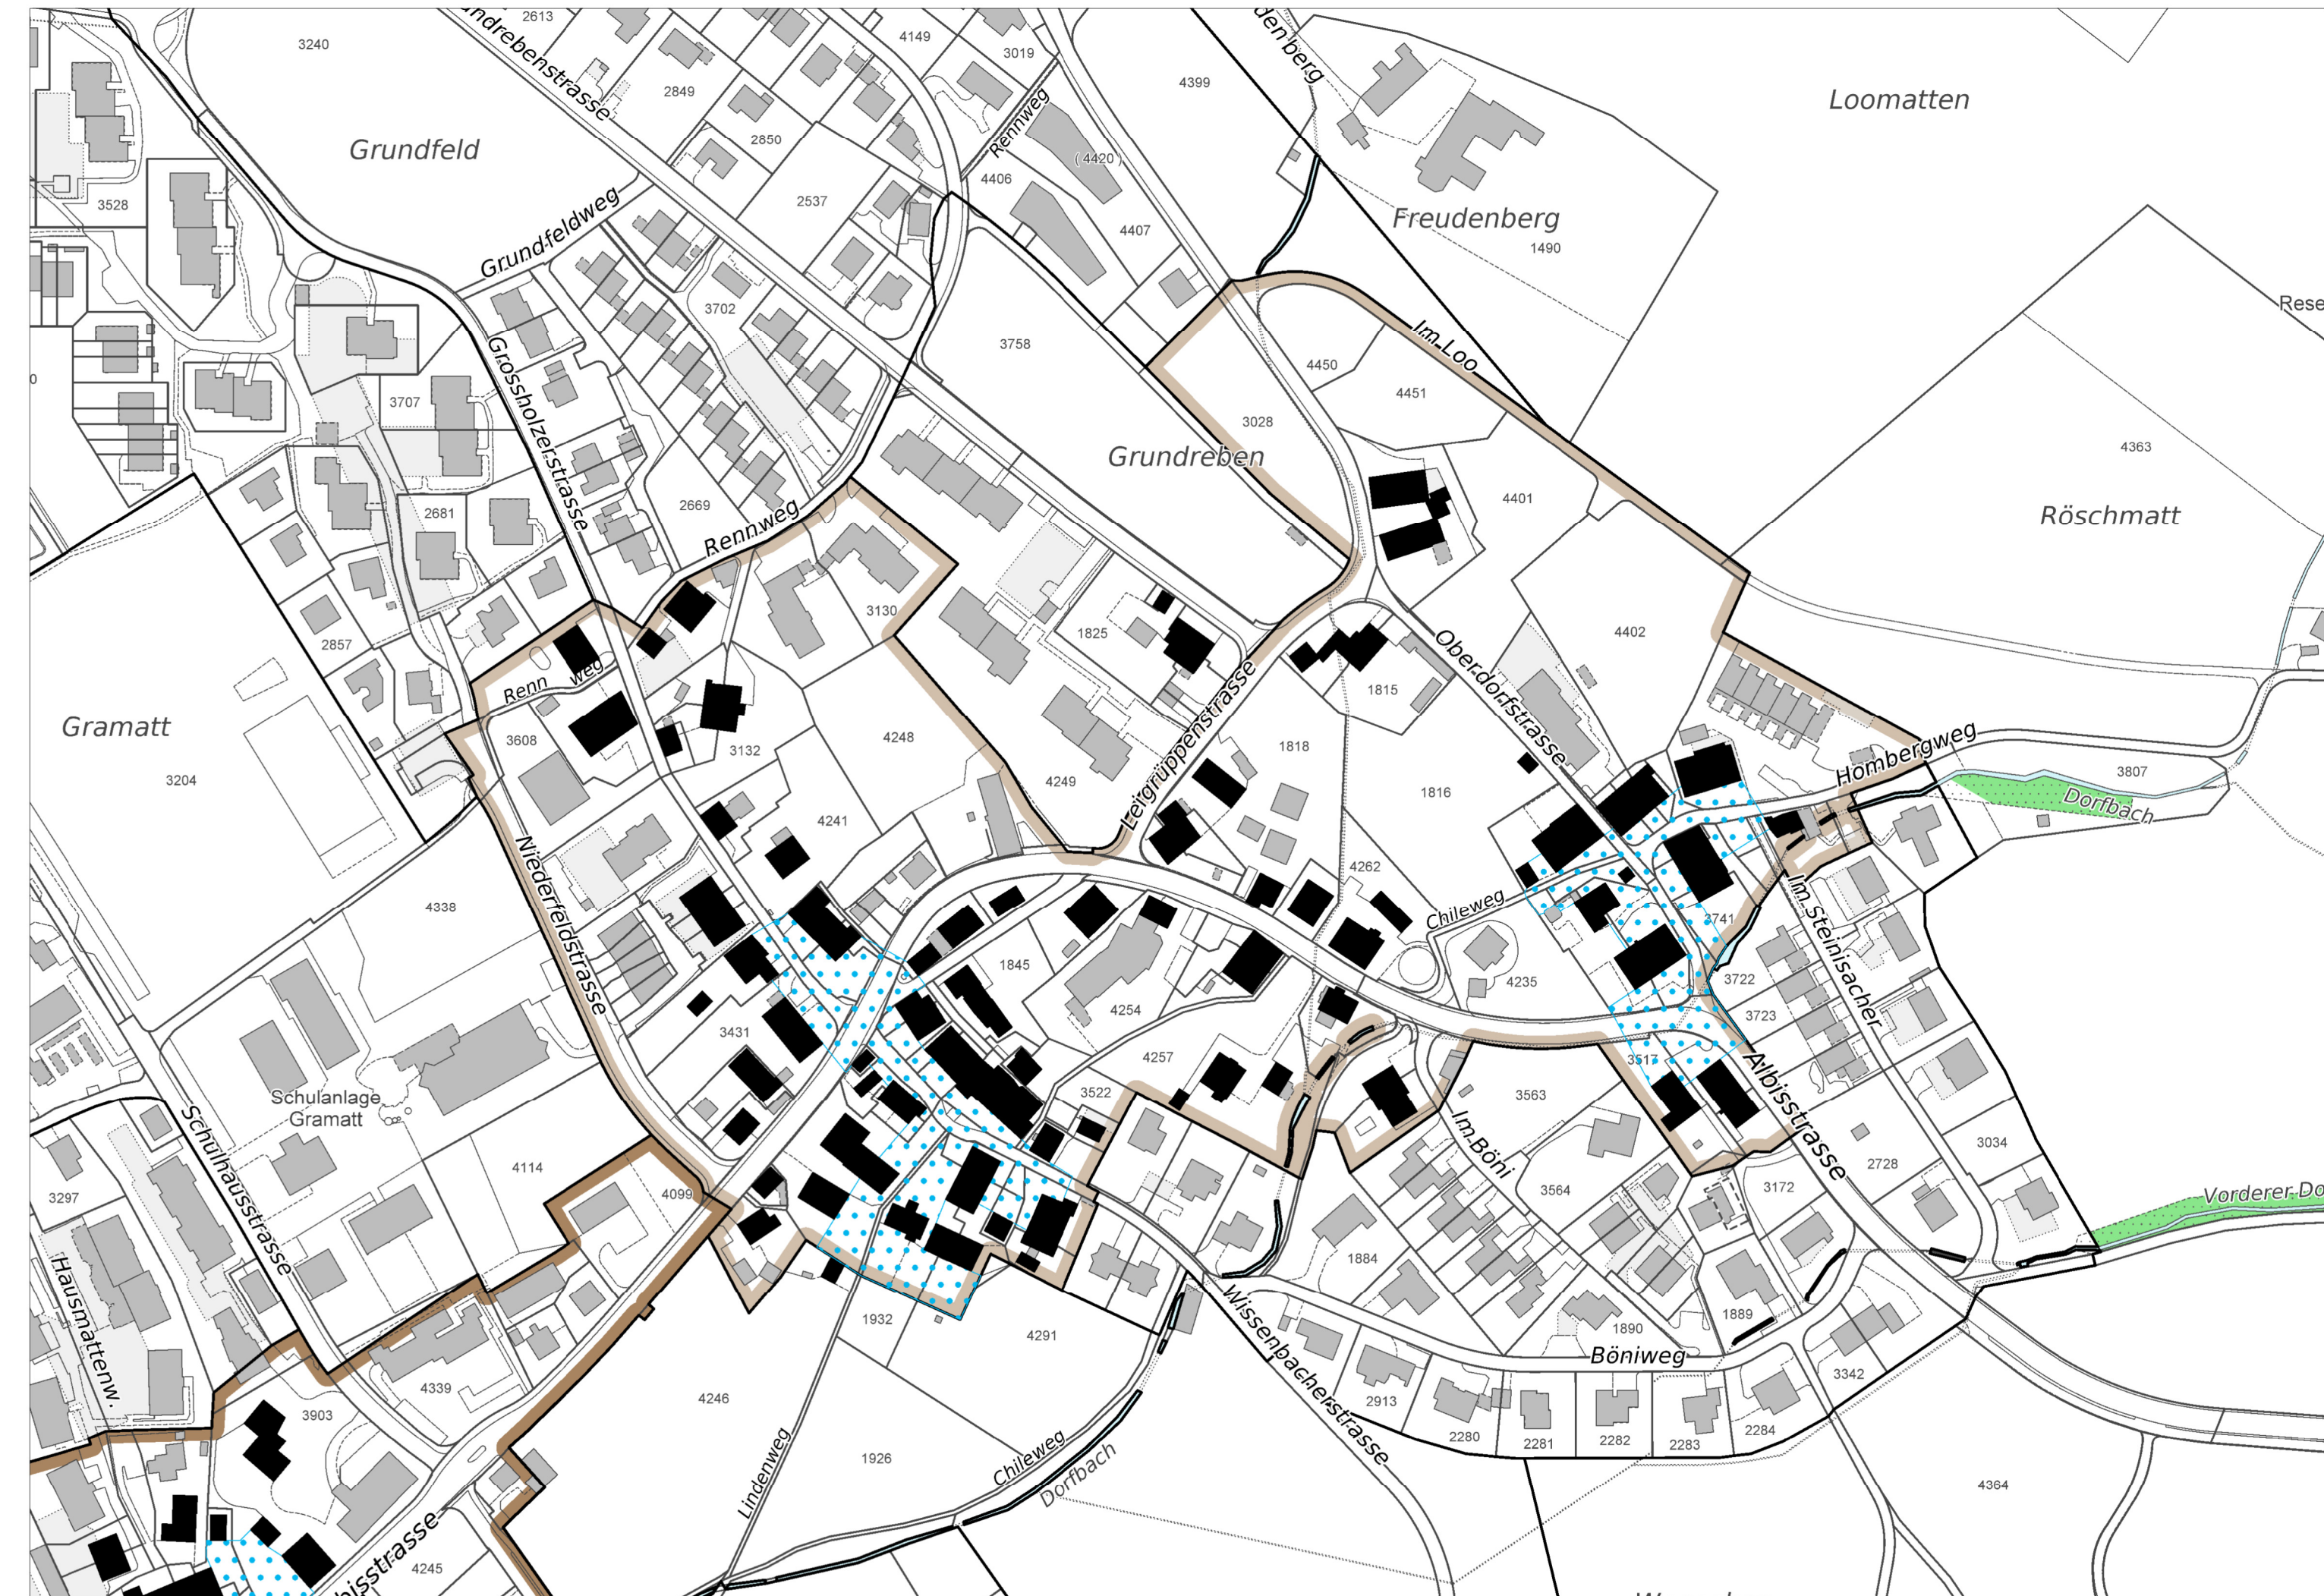 2613
3240
Grundfeld
ndrebenstrasse
2849
2850
4149
3019
Rennweg
(4420)
4406
4407
2537
4399
denberg
Freudenberg
1490
Loomatten
Rese
3528
Grundfeldweg
3702
3758
Grundreben
3028
4450
4451
Im Loo
4401
4363
Röschmatt
0
3707
Grossholzerstrasse
2681
2669
Rennweg
2857
Gramatt
3204
3130
1825
Leigruppenstrasse
1815
Oberdorfstrasse
4402
Renn
weg
3608
3132
4248
4249
1818
1816
Hombergweg
3807
Dorfbach
4241
4262
Chileweg
4338
Niederfeldstrasse
3741
Im Steinisacher
1845
4254
4235
3722
3723
3431
4257
3517
Albisstrasse
3522
3563
Schulanlage
Gramatt
Schulhausstrasse
3297
4114
4099
Im Böni
3564
3172
2728
3034
Vorderer Do
1884
1932
4291
1889
1890
Böniweg
Wissenbacherstrasse
Hausmattenw.
4339
3903
4246
2913
3342
2280
2281
2282
2283
2284
Lindenweg
1926
Chileweg
Dorfbach
4364
4245
bisstrasse